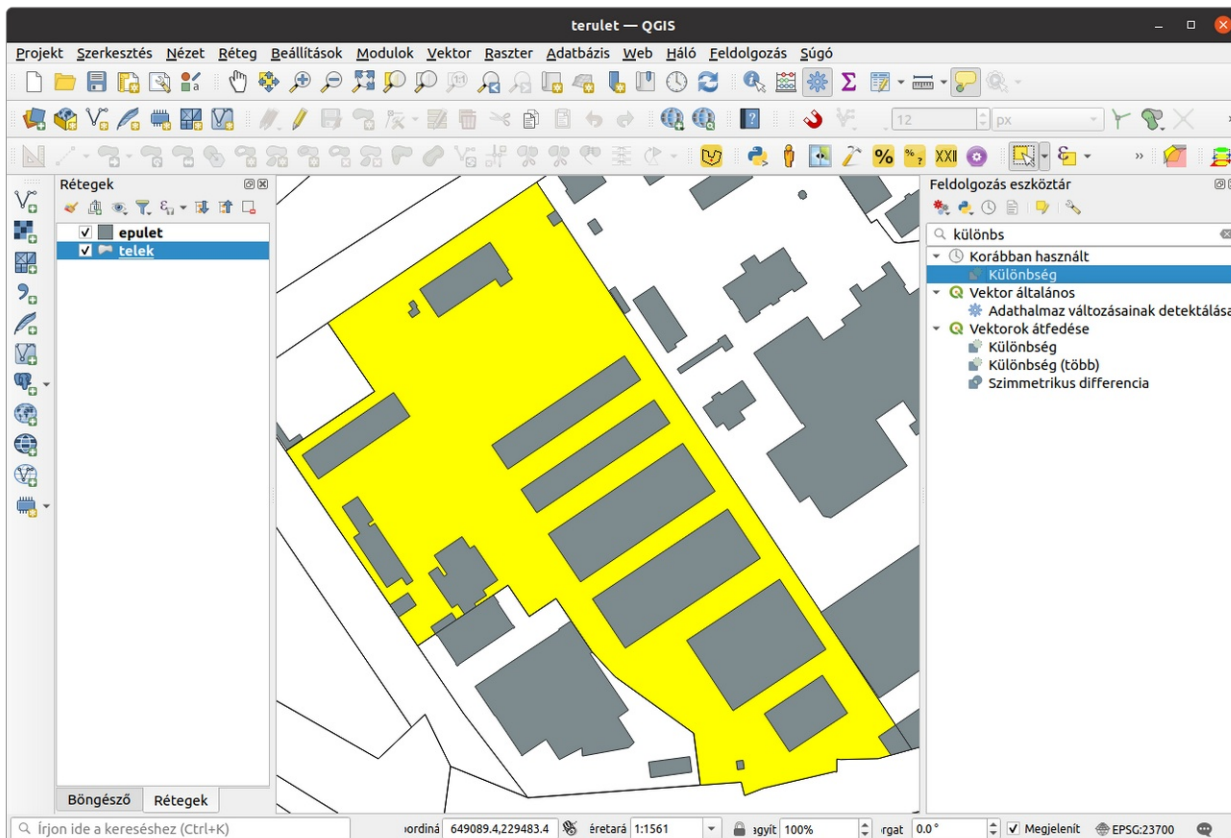 terulet — QGIS
Projekt Szerkesztés Nézet Réteg Beállítások Modulok Vektor Raszter Adatbázis Web Háló Feldolgozás Súgó
12 px
% %? XXII
Rétegek
epulet
telek
Böngésző Rétegek
Feldolgozás eszköztár
különbs
Korábban használt
Különbség
Vektor általános
Adathalmaz változásainak detektálása
Vektorok átfedése
Különbség
Különbség (több)
Szimmetrikus differencia
Írjon ide a kereséshez (Ctrl+K) ordiná 649089.4,229483.4 éretará 1:1561 agyít 100% rgat 0.0 ° Megjelenít EPSG:23700